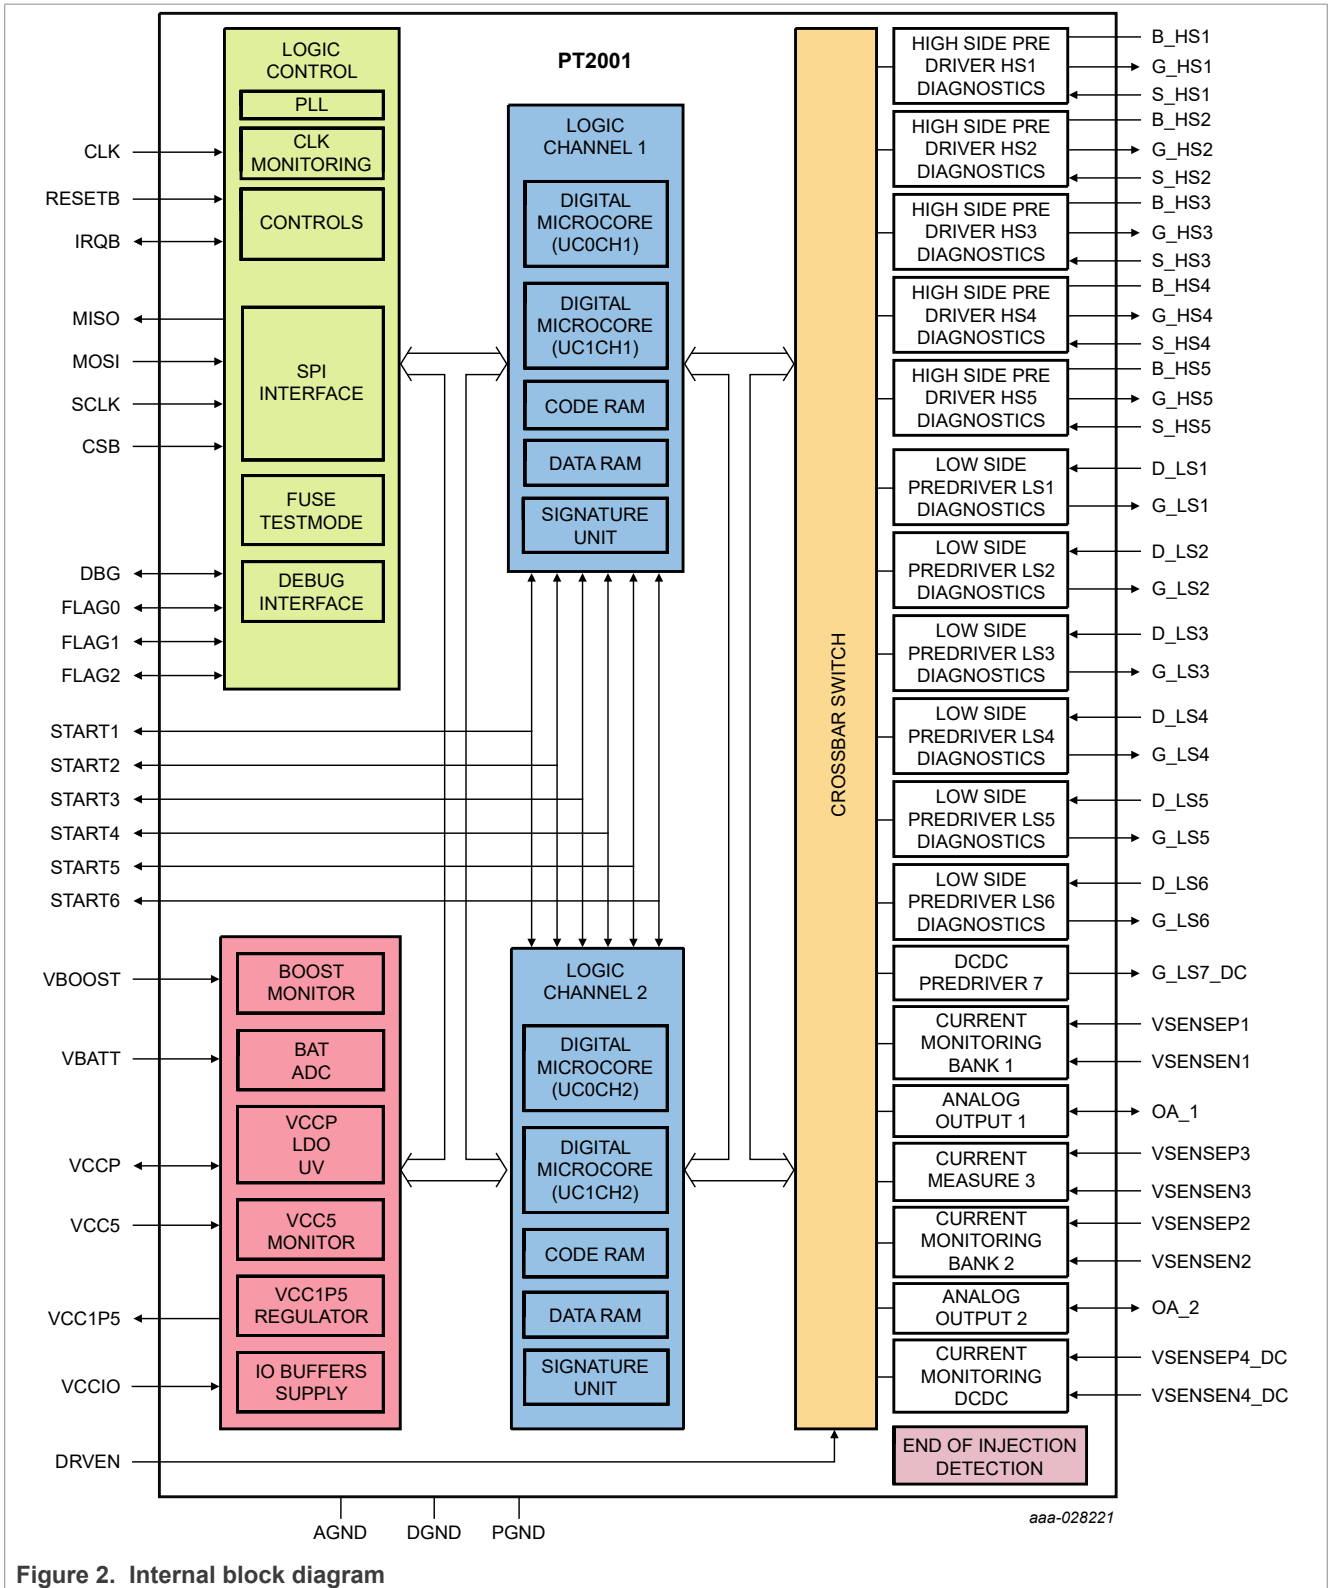 PT2001
LOGIC
CONTROL
PLL
CLK
MONITORING
CONTROLS
SPI
INTERFACE
FUSE
TESTMODE
DEBUG
INTERFACE
CLK
RESETB
IRQB
MISO
MOSI
SCLK
CSB
DBG
FLAG0
FLAG1
FLAG2
START1
START2
START3
START4
START5
START6
VBOOST
VBATT
VCCP
VCC5
VCC1P5
VCCIO
DRVEN
BOOST
MONITOR
BAT
ADC
VCCP
LDO
UV
VCC5
MONITOR
VCC1P5
REGULATOR
IO BUFFERS
SUPPLY
LOGIC
CHANNEL 1
DIGITAL
MICROCORE
(UC0CH1)
DIGITAL
MICROCORE
(UC1CH1)
CODE RAM
DATA RAM
SIGNATURE
UNIT
LOGIC
CHANNEL 2
DIGITAL
MICROCORE
(UC0CH2)
DIGITAL
MICROCORE
(UC1CH2)
CODE RAM
DATA RAM
SIGNATURE
UNIT
CROSSBAR SWITCH
HIGH SIDE PRE
DRIVER HS1
DIAGNOSTICS
B_HS1
G_HS1
S_HS1
HIGH SIDE PRE
DRIVER HS2
DIAGNOSTICS
B_HS2
G_HS2
S_HS2
HIGH SIDE PRE
DRIVER HS3
DIAGNOSTICS
B_HS3
G_HS3
S_HS3
HIGH SIDE PRE
DRIVER HS4
DIAGNOSTICS
B_HS4
G_HS4
S_HS4
HIGH SIDE PRE
DRIVER HS5
DIAGNOSTICS
B_HS5
G_HS5
S_HS5
LOW SIDE
PREDRIVER LS1
DIAGNOSTICS
D_LS1
G_LS1
LOW SIDE
PREDRIVER LS2
DIAGNOSTICS
D_LS2
G_LS2
LOW SIDE
PREDRIVER LS3
DIAGNOSTICS
D_LS3
G_LS3
LOW SIDE
PREDRIVER LS4
DIAGNOSTICS
D_LS4
G_LS4
LOW SIDE
PREDRIVER LS5
DIAGNOSTICS
D_LS5
G_LS5
LOW SIDE
PREDRIVER LS6
DIAGNOSTICS
D_LS6
G_LS6
DCDC
PREDRIVER 7
G_LS7_DC
CURRENT
MONITORING
BANK 1
VSENSEP1
VSENSEN1
ANALOG
OUTPUT 1
OA_1
CURRENT
MEASURE 3
VSENSEP3
VSENSEN3
CURRENT
MONITORING
BANK 2
VSENSEP2
VSENSEN2
ANALOG
OUTPUT 2
OA_2
CURRENT
MONITORING
DCDC
VSENSEP4_DC
VSENSEN4_DC
END OF INJECTION
DETECTION
AGND
DGND
PGND
aaa-028221
Figure 2. Internal block diagram